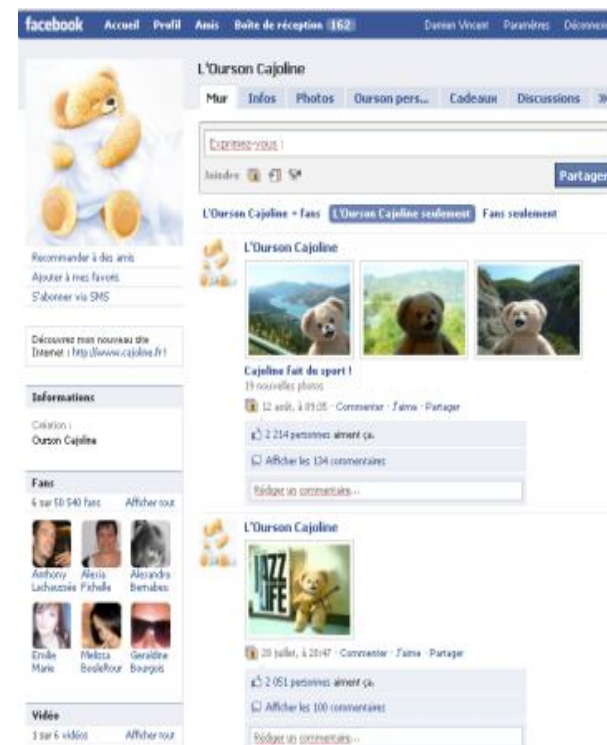 facebook Accueil Profil Amis Boîte de réception 162 Damien Vincent Paramètres
L'Ourson Cajoline
Mur Infos Photos Ourson pers... Cadeaux Discussions
Exprimez-vous :
Joindre
Partager
L'Ourson Cajoline + fans L'Ourson Cajoline seulement Fans seulement
Recommander à des amis
Ajouter à mes favoris
S'abonner via SMS
Découvrez mon nouveau site
Internet : http://www.cajoline.fr !
Informations
Création :
Ourson Cajoline
Fans
6 sur 50 540 fans Afficher tout
Anthony
Lachaussée
Alexia
Alexandra
Bernabeu
Emilie
Marie
Melissa
Geraldine
Bourgois
Vidéo
1 sur 6 vidéos Afficher tout
L'Ourson Cajoline
Cajoline fait du sport !
19 nouvelles photos
12 août, à 09:05 · Commenter · J'aime · Partager
2 214 personnes aiment ça.
Afficher les 134 commentaires
Rédiger un commentaire...
L'Ourson Cajoline
JAZZ
LIFE
20 juillet, à 20:47 · Commenter · J'aime · Partager
2 051 personnes aiment ça.
Afficher les 100 commentaires
Rédiger un commentaire...